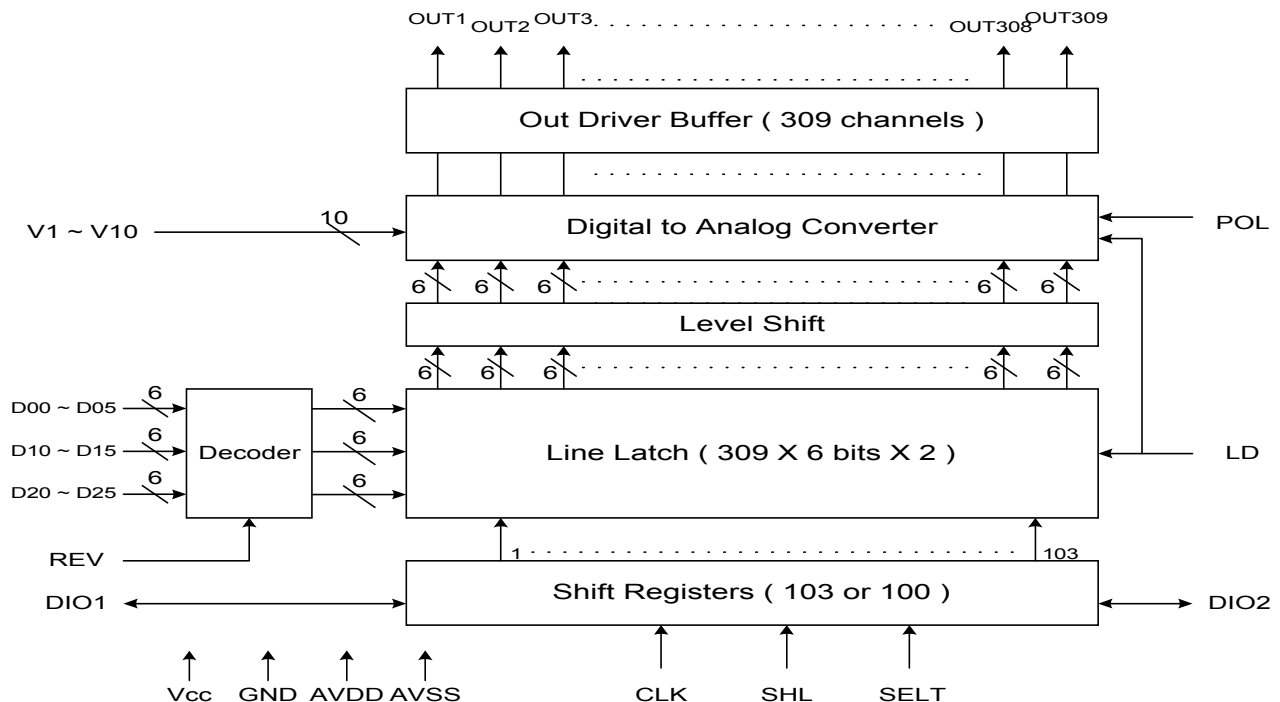 OUT1 OUT2 OUT3 OUT308 OUT309
Out Driver Buffer ( 309 channels )
V1 ~ V10 10 Digital to Analog Converter POL
6 6 6 6 6
Level Shift
6 6 6 6 6
D00 ~ D05 6 6
D10 ~ D15 6 Decoder 6 Line Latch ( 309 X 6 bits X 2 ) LD
D20 ~ D25 6 6
REV 1 103
DIO1 Shift Registers ( 103 or 100 ) DIO2
Vcc GND AVDD AVSS CLK SHL SELT